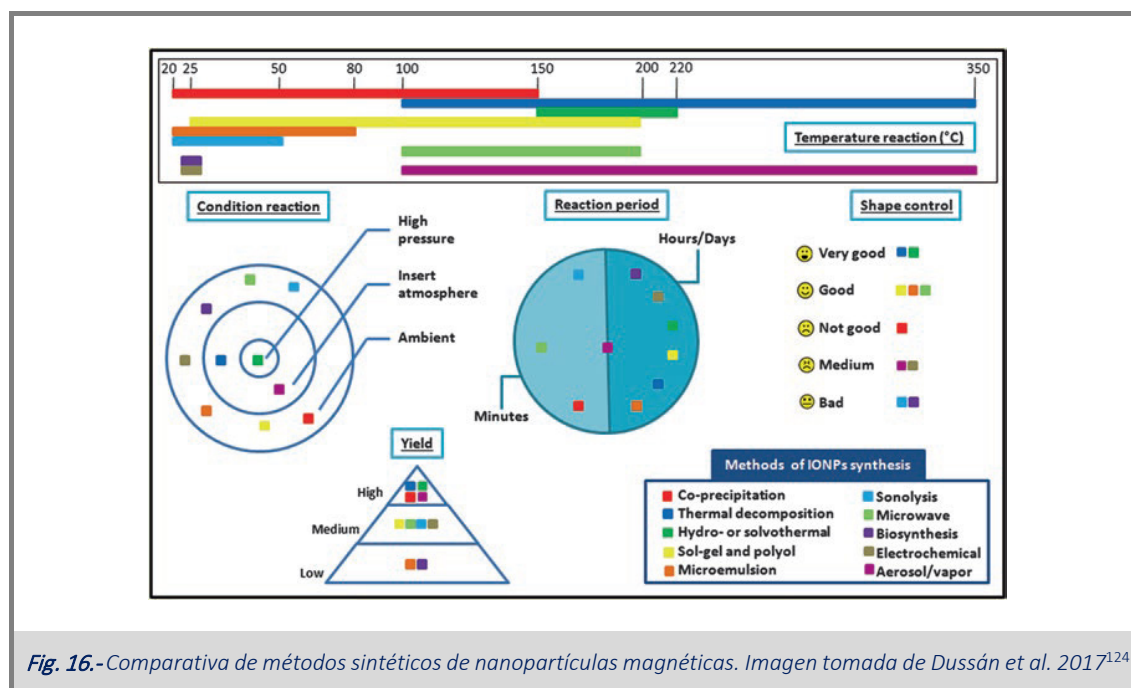 20 25 50 80 100 150 200 220 350
Temperature reaction (°C)
Condition reaction
High
pressure
Insert
atmosphere
Ambient
Reaction period
Hours/Days
Minutes
Shape control
Very good
Good
Not good
Medium
Bad
Yield
High
Medium
Low
Methods of IONPs synthesis
Co-precipitation
Thermal decomposition
Hydro- or solvothermal
Sol-gel and polyol
Microemulsion
Sonolysis
Microwave
Biosynthesis
Electrochemical
Aerosol/vapor
Fig. 16.- Comparativa de métodos sintéticos de nanopartículas magnéticas. Imagen tomada de Dussán et al. 2017124